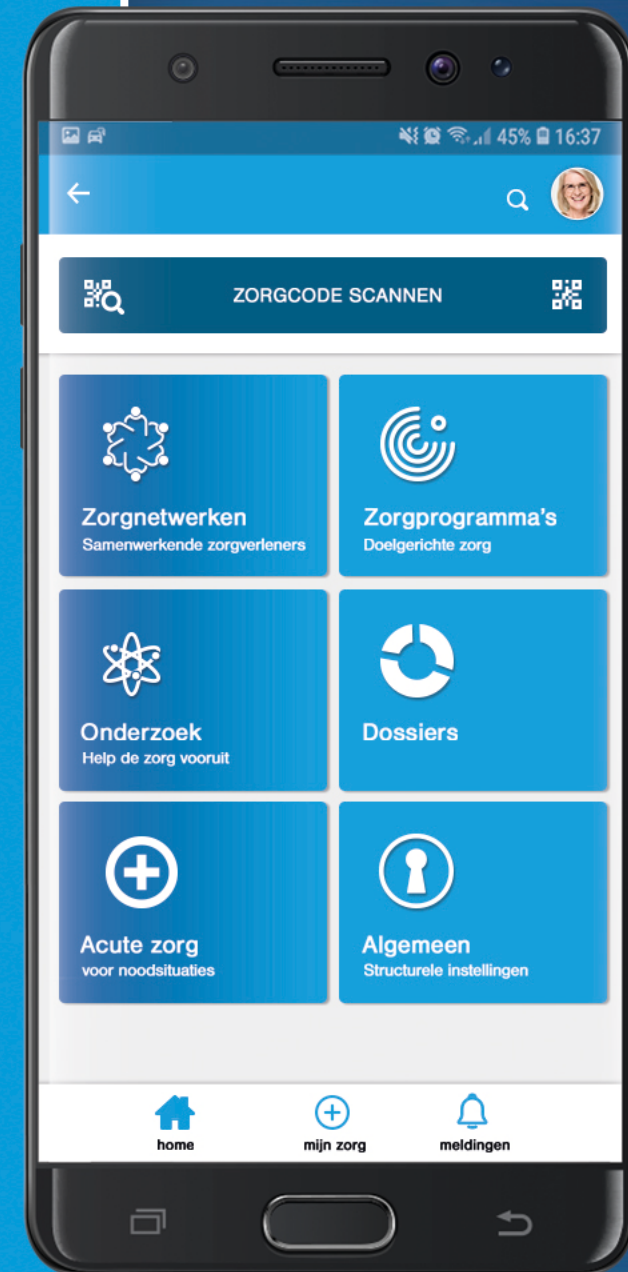 45% 16:37
ZORGCODE SCANNEN
Zorgnetwerken
Samenwerkende zorgverleners
Zorgprogramma's
Doelgerichte zorg
Onderzoek
Help de zorg vooruit
Dossiers
Acute zorg
voor noodsituaties
Algemeen
Structurele instellingen
home
mijn zorg
meldingen